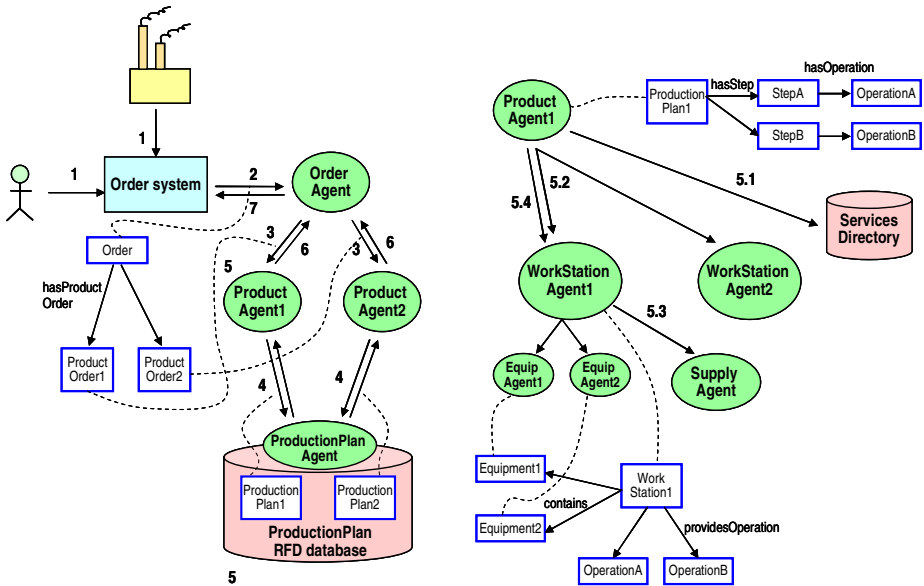 1
1
Order system
2
7
Order
Agent
3
6
3
6
Order
5
hasProduct
Order
Product
Agent1
Product
Agent2
Product
Order1
Product
Order2
4
4
ProductionPlan
Agent
Production
Plan1
Production
Plan2
ProductionPlan
RFD database
5
Product
Agent1
Production
Plan1
hasStep
hasOperation
StepA
OperationA
StepB
OperationB
5.4
5.2
5.1
Services
Directory
WorkStation
Agent1
WorkStation
Agent2
5.3
Equip
Agent1
Equip
Agent2
Supply
Agent
Equipment1
Work
Station1
contains
Equipment2
providesOperation
OperationA
OperationB